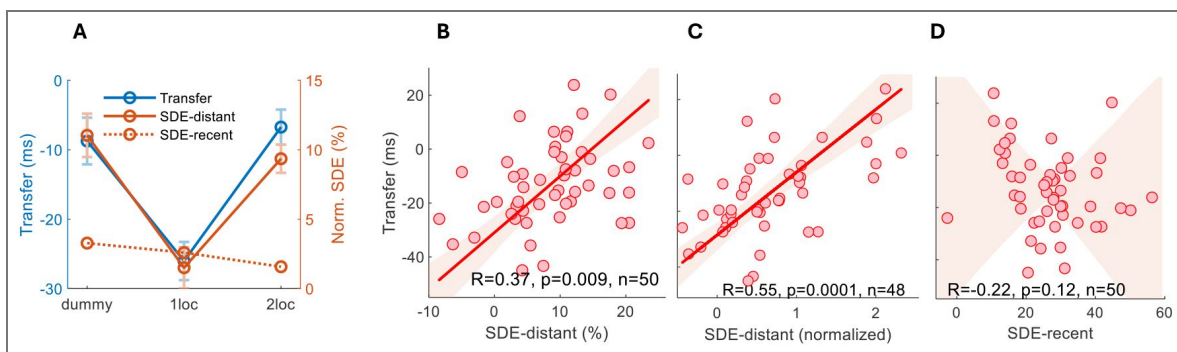 A
B
C
D
0
-10
-20
-30
Transfer (ms)
Transfer
SDE-distant
SDE-recent
15
10
5
0
Norm. SDE (%)
dummy
1loc
2loc
Transfer (ms)
20
0
-20
-40
R=0.37, p=0.009, n=50
-10
0
10
20
SDE-distant (%)
R=0.55, p=0.0001, n=48
0
1
2
SDE-distant (normalized)
R=-0.22, p=0.12, n=50
0
20
40
60
SDE-recent